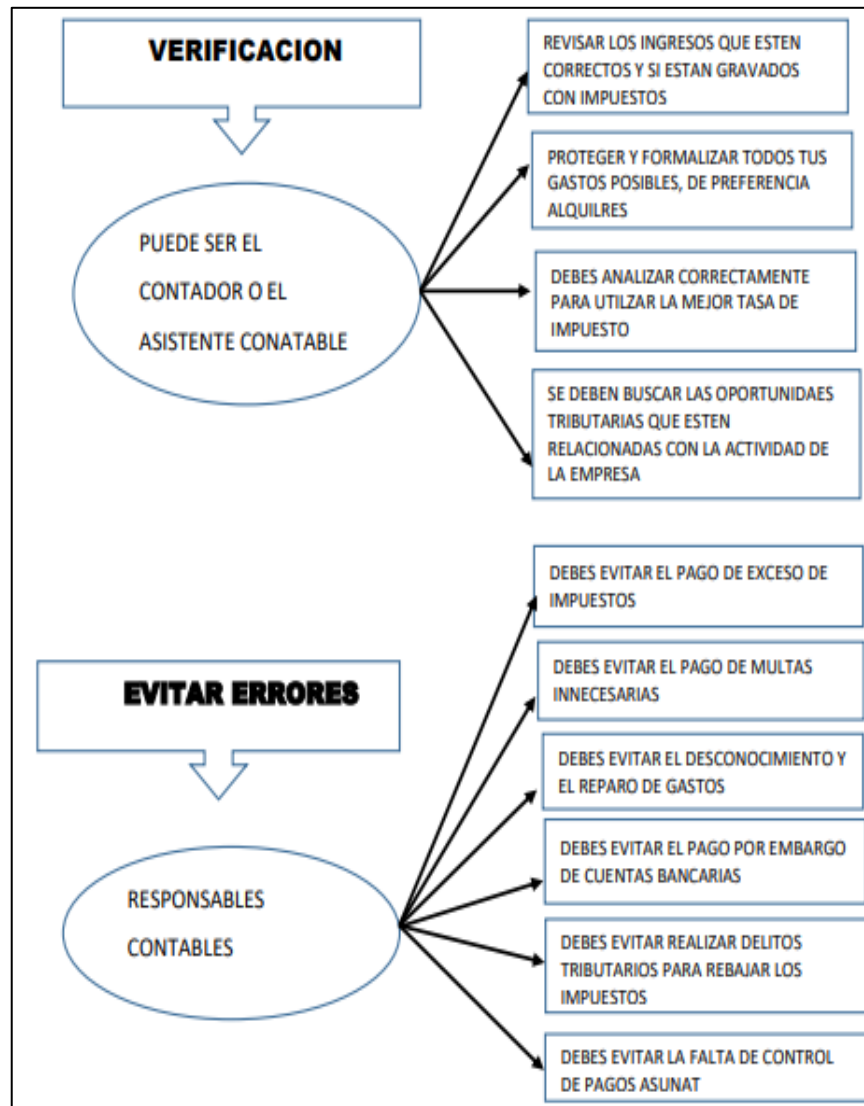 VERIFICACION
PUEDE SER EL
CONTADOR O EL
ASISTENTE CONATABLE
REVISAR LOS INGRESOS QUE ESTEN
CORRECTOS Y SI ESTAN GRAVADOS
CON IMPUESTOS
PROTEGER Y FORMALIZAR TODOS TUS
GASTOS POSIBLES, DE PREFERENCIA
ALQUILRES
DEBES ANALIZAR CORRECTAMENTE
PARA UTILZAR LA MEJOR TASA DE
IMPUESTO
SE DEBEN BUSCAR LAS OPORTUNIDAES
TRIBUTARIAS QUE ESTEN
RELACIONADAS CON LA ACTIVIDAD DE
LA EMPRESA
EVITAR ERRORES
RESPONSABLES
CONTABLES
DEBES EVITAR EL PAGO DE EXCESO DE
IMPUESTOS
DEBES EVITAR EL PAGO DE MULTAS
INNECESARIAS
DEBES EVITAR EL DESCONOCIMIENTO Y
EL REPARO DE GASTOS
DEBES EVITAR EL PAGO POR EMBARGO
DE CUENTAS BANCARIAS
DEBES EVITAR REALIZAR DELITOS
TRIBUTARIOS PARA REBAJAR LOS
IMPUESTOS
DEBES EVITAR LA FALTA DE CONTROL
DE PAGOS ASUNAT